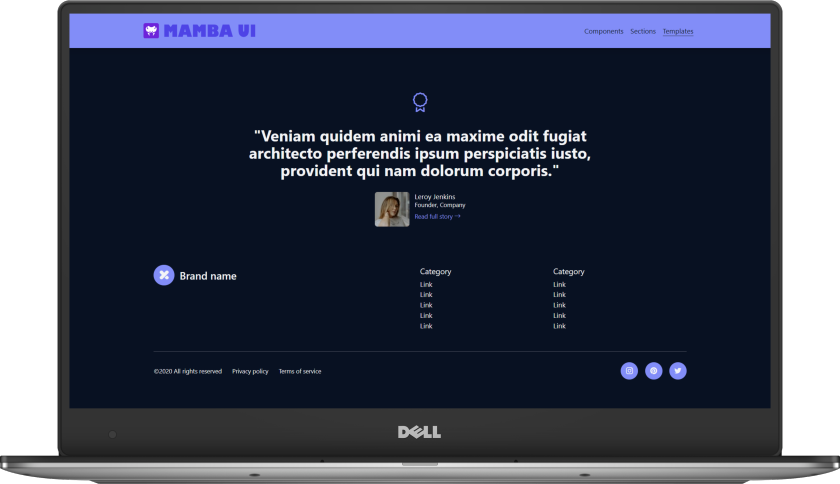 MAMBA UI
Components Sections Templates
"Veniam quidem animi ea maxime odit fugiat
architecto perferendis ipsum perspiciatis iusto,
provident qui nam dolorum corporis."
Leroy Jenkins
Founder, Company
Read full story →
Brand name
Category
Link
Link
Link
Link
Link
Category
Link
Link
Link
Link
Link
©2020 All rights reserved Privacy policy Terms of service
DELL